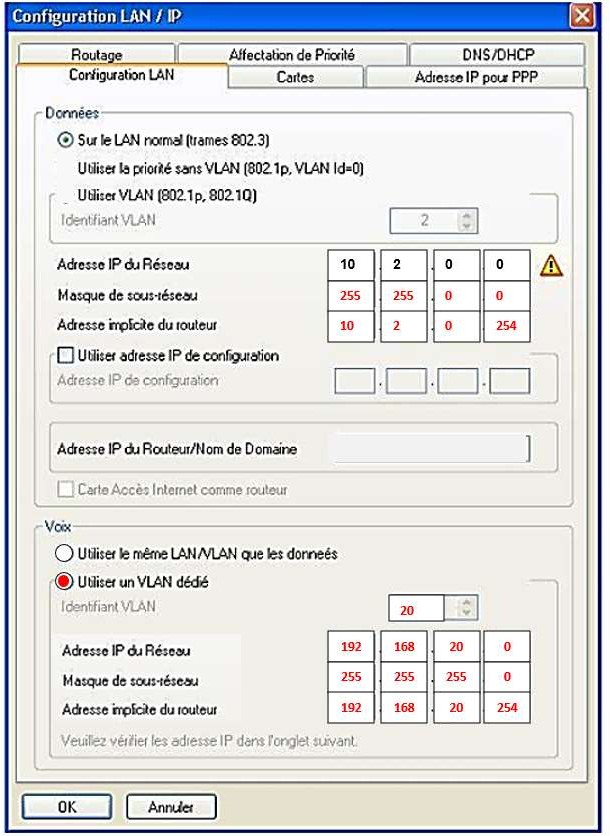 Configuration LAN / IP
Routage Affectation de Priorité DNS/DHCP
Configuration LAN Cartes Adresse IP pour PPP
Données
Sur le LAN normal (trames 802.3)
Utiliser la priorité sans VLAN (802.1p, VLAN Id=0)
Utiliser VLAN (802.1p, 802.1Q)
Identifiant VLAN 2
Adresse IP du Réseau 10 . 2 . 0 . 0
Masque de sous-réseau 255 255 0 0
Adresse implicite du routeur 10 2 0 254
Utiliser adresse IP de configuration
Adresse IP de configuration . . .
Adresse IP du Routeur/Nom de Domaine
Carte Accès Internet comme routeur
Voix
Utiliser le même LAN/VLAN que les donneés
Utiliser un VLAN dédié
Identifiant VLAN 20
Adresse IP du Réseau 192 168 20 0
Masque de sous-réseau 255 255 255 0
Adresse implicite du routeur 192 168 20 254
Veuillez vérifier les adresse IP dans l'onglet suivant.
OK Annuler